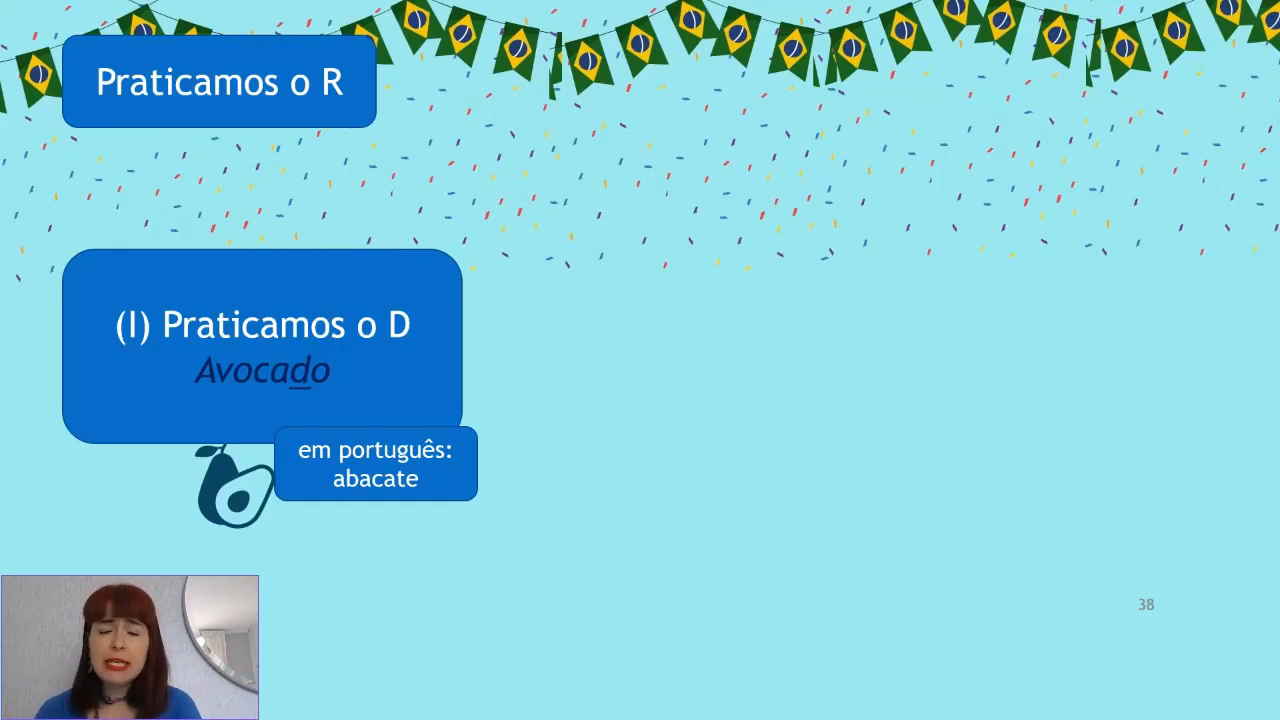 Praticamos o R
(I) Praticamos o D
Avocado
em português:
abacate
38